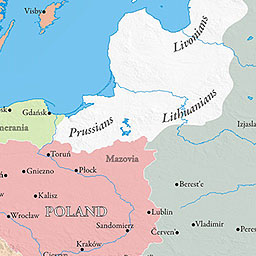 Visby
Livonians
Gdańsk
Lithuanians
Prussians
merania
Izjasla
Toruń
Mazovia
Gniezno
Płock
Berest'e
Kalisz
POLAND
Wrocław
Lublin
Sandomierz
Vladimir
Červen'
Peres
Kraków